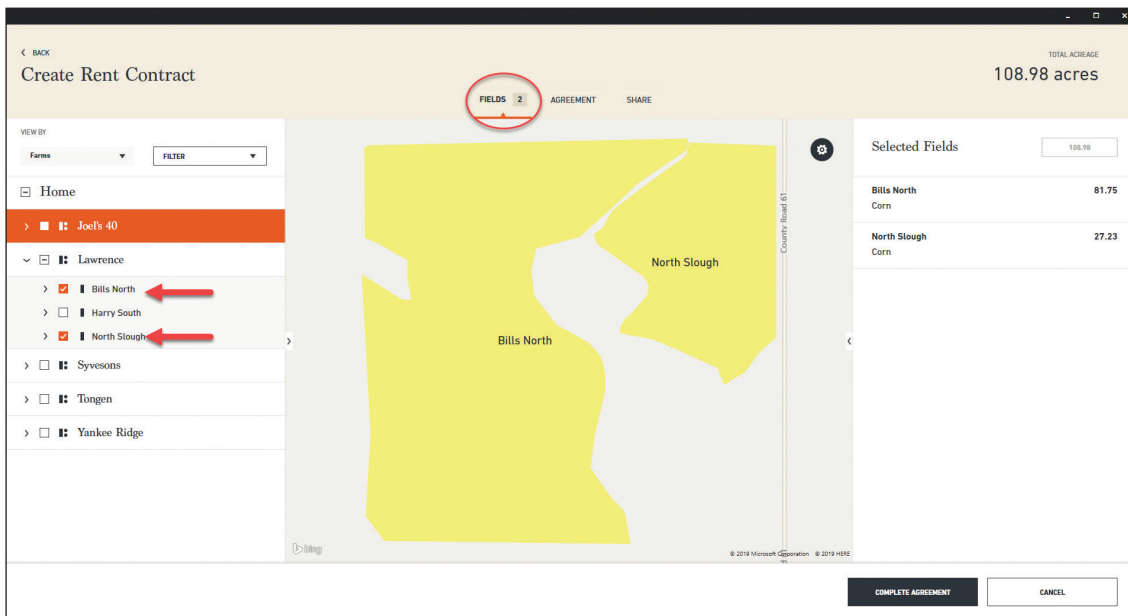 BACK
Create Rent Contract
TOTAL ACREAGE
108.98 acres
FIELDS 2 AGREEMENT SHARE
VIEW BY
Farms
FILTER
Home
Joel's 40
Lawrence
Bills North
Harry South
North Slough
Syvesons
Tongen
Yankee Ridge
County Road 61
North Slough
Bills North
bing
© 2019 Microsoft Corporation © 2019 HERE
Selected Fields 108.98
Bills North 81.75
Corn
North Slough 27.23
Corn
COMPLETE AGREEMENT CANCEL